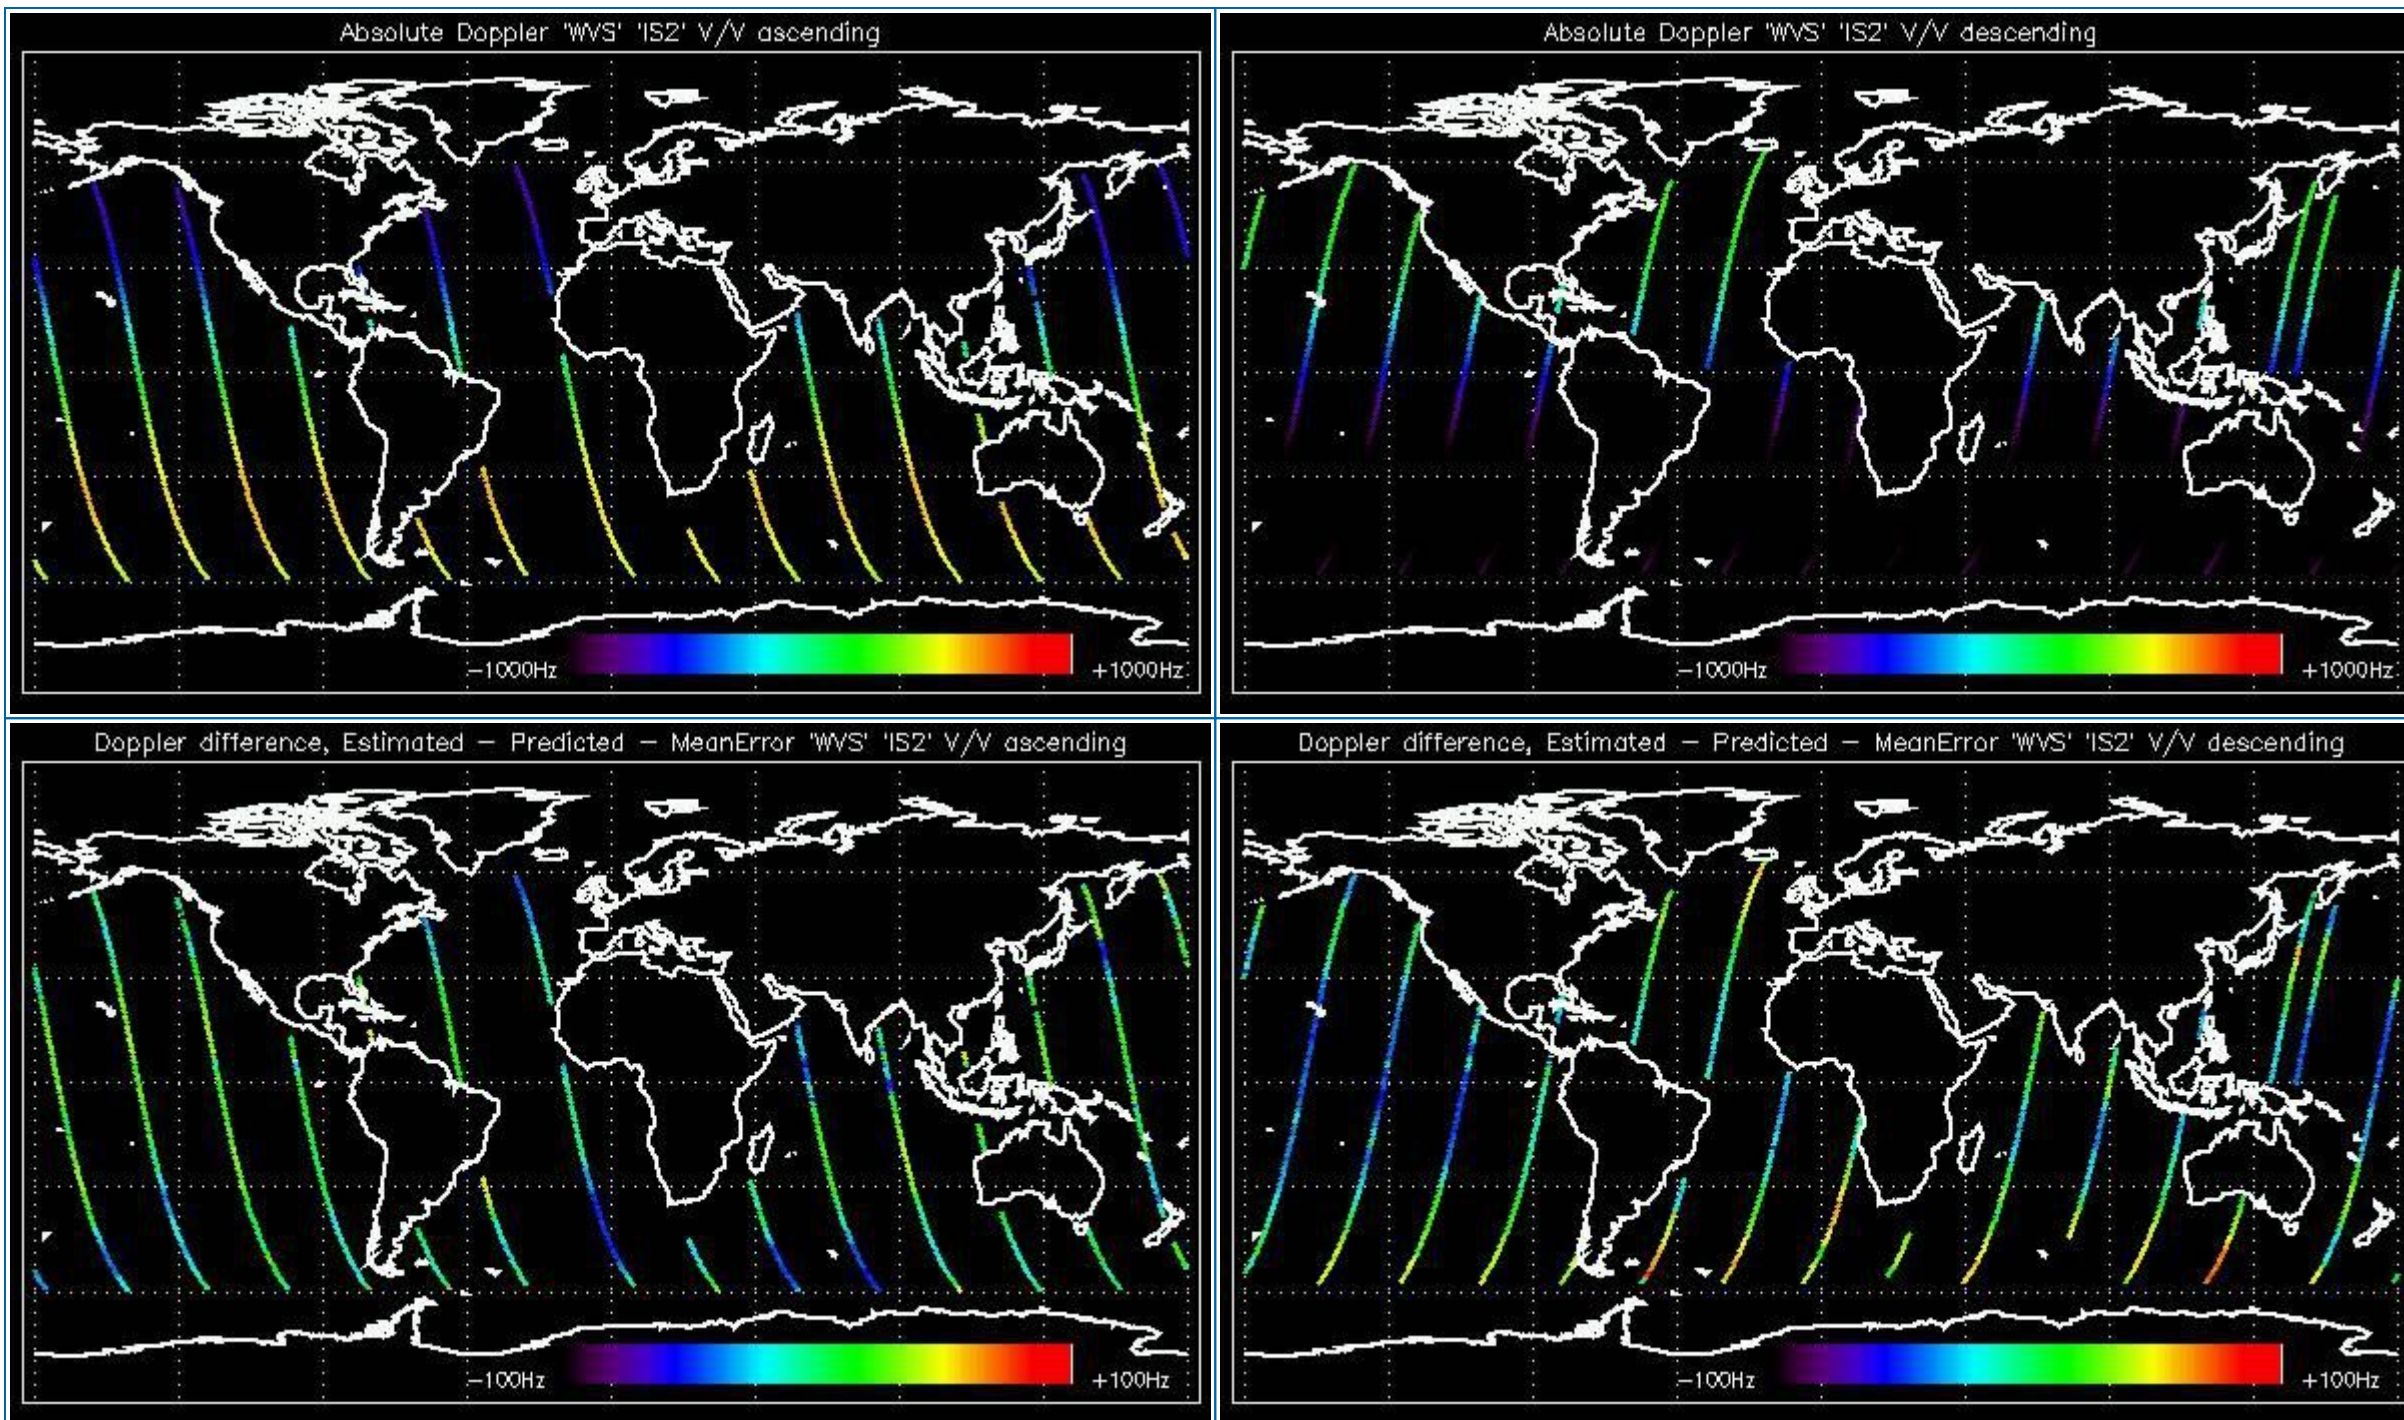 Absolute Doppler 'WVS' 'IS2' V/V ascending
-1000Hz
+1000Hz
Absolute Doppler 'WVS' 'IS2' V/V descending
-1000Hz
+1000Hz
Doppler difference, Estimated - Predicted - MeanError 'WVS' 'IS2' V/V ascending
-100Hz
+100Hz
Doppler difference, Estimated - Predicted - MeanError 'WVS' 'IS2' V/V descending
-100Hz
+100Hz